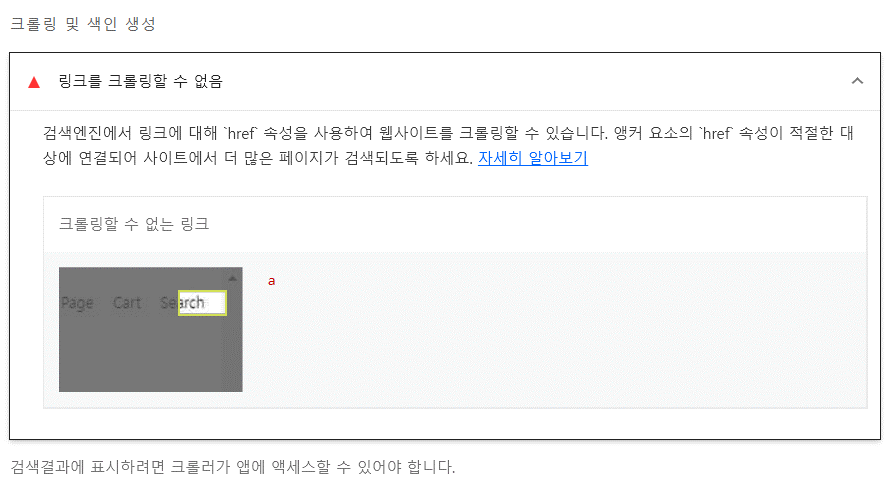 크롤링 및 색인 생성
링크를 크롤링할 수 없음
검색엔진에서 링크에 대해 `href` 속성을 사용하여 웹사이트를 크롤링할 수 있습니다. 앵커 요소의 `href` 속성이 적절한 대
상에 연결되어 사이트에서 더 많은 페이지가 검색되도록 하세요. 자세히 알아보기
크롤링할 수 없는 링크
Page Cart Search
a
검색결과에 표시하려면 크롤러가 앱에 액세스할 수 있어야 합니다.